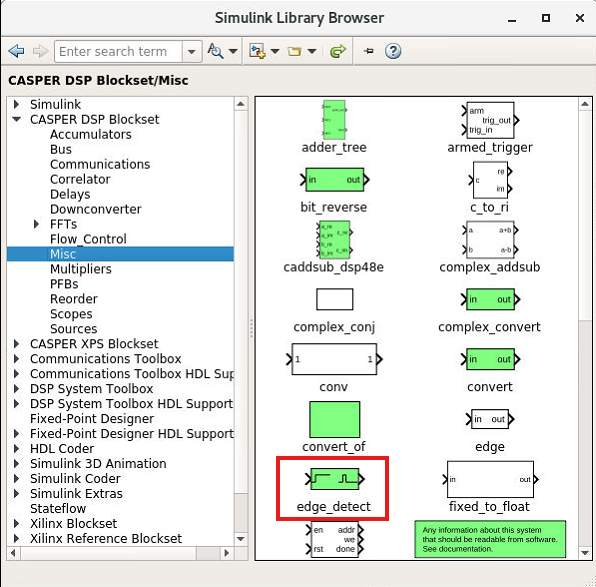 Simulink Library Browser
Enter search term
CASPER DSP Blockset/Misc
Simulink
CASPER DSP Blockset
Accumulators
Bus
Communications
Correlator
Delays
Downconverter
FFTs
Flow_Control
Misc
Multipliers
PFBs
Reorder
Scopes
Sources
CASPER XPS Blockset
Communications Toolbox
Communications Toolbox HDL Sup
DSP System Toolbox
DSP System Toolbox HDL Support
Fixed-Point Designer
Fixed-Point Designer HDL Support
HDL Coder
Simulink 3D Animation
Simulink Coder
Simulink Extras
Stateflow
Xilinx Blockset
Xilinx Reference Blockset
adder_tree
arm
trig_out
trig_in
armed_trigger
in out
bit_reverse
c re
im
c_to_ri
caddsub_dsp48e
a a+b
b a-b
complex_addsub
complex_conj
in out
complex_convert
1 1
conv
in out
convert
convert_of
in out
edge
edge_detect
in out
fixed_to_float
en addr
we
rst done
Any information about this system
that should be readable from software.
See documentation.